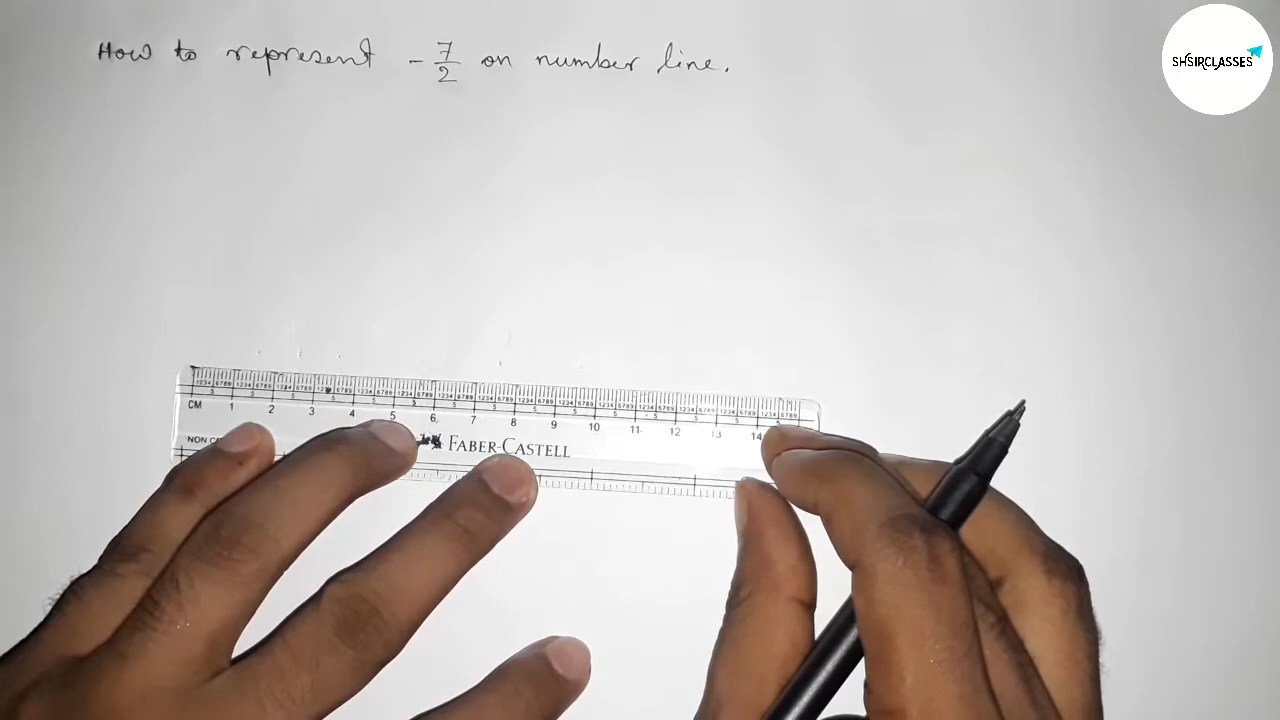 How to represent - 7/2 on number line.
SHSIRCLASSES
CM 1 2 3 4 5 6 7 8 9 10 11 12 13 14
FABER-CASTELL